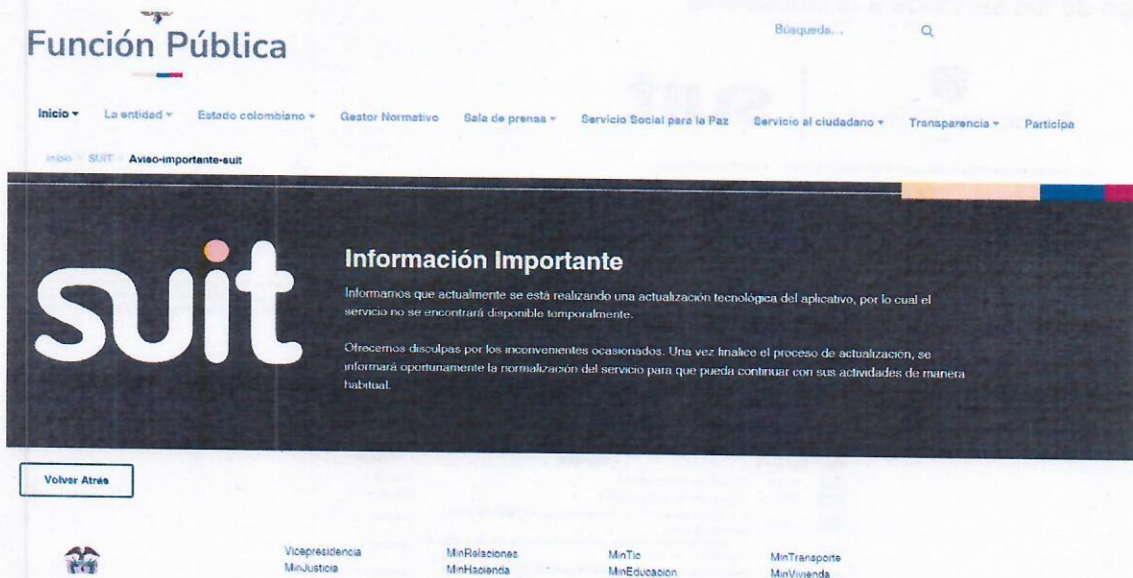 Función Pública
Búsqueda...
Inicio La entidad Estado colombiano Gestor Normativo Sala de prensa Servicio Social para la Paz Servicio al ciudadano Transparencia Participa
Inicio SUIT Aviso-importante-suit
suit
Información Importante
Informamos que actualmente se está realizando una actualización tecnológica del aplicativo, por lo cual el
servicio no se encontrará disponible temporalmente.
Ofrecemos disculpas por los inconvenientes ocasionados. Una vez finalice el proceso de actualización, se
informará oportunamente la normalización del servicio para que pueda continuar con sus actividades de manera
habitual.
Volver Atrás
Vicepresidencia MinRelaciones MinTic MinTransporte
MinJusticia MinHacienda MinEducacion MinVivienda